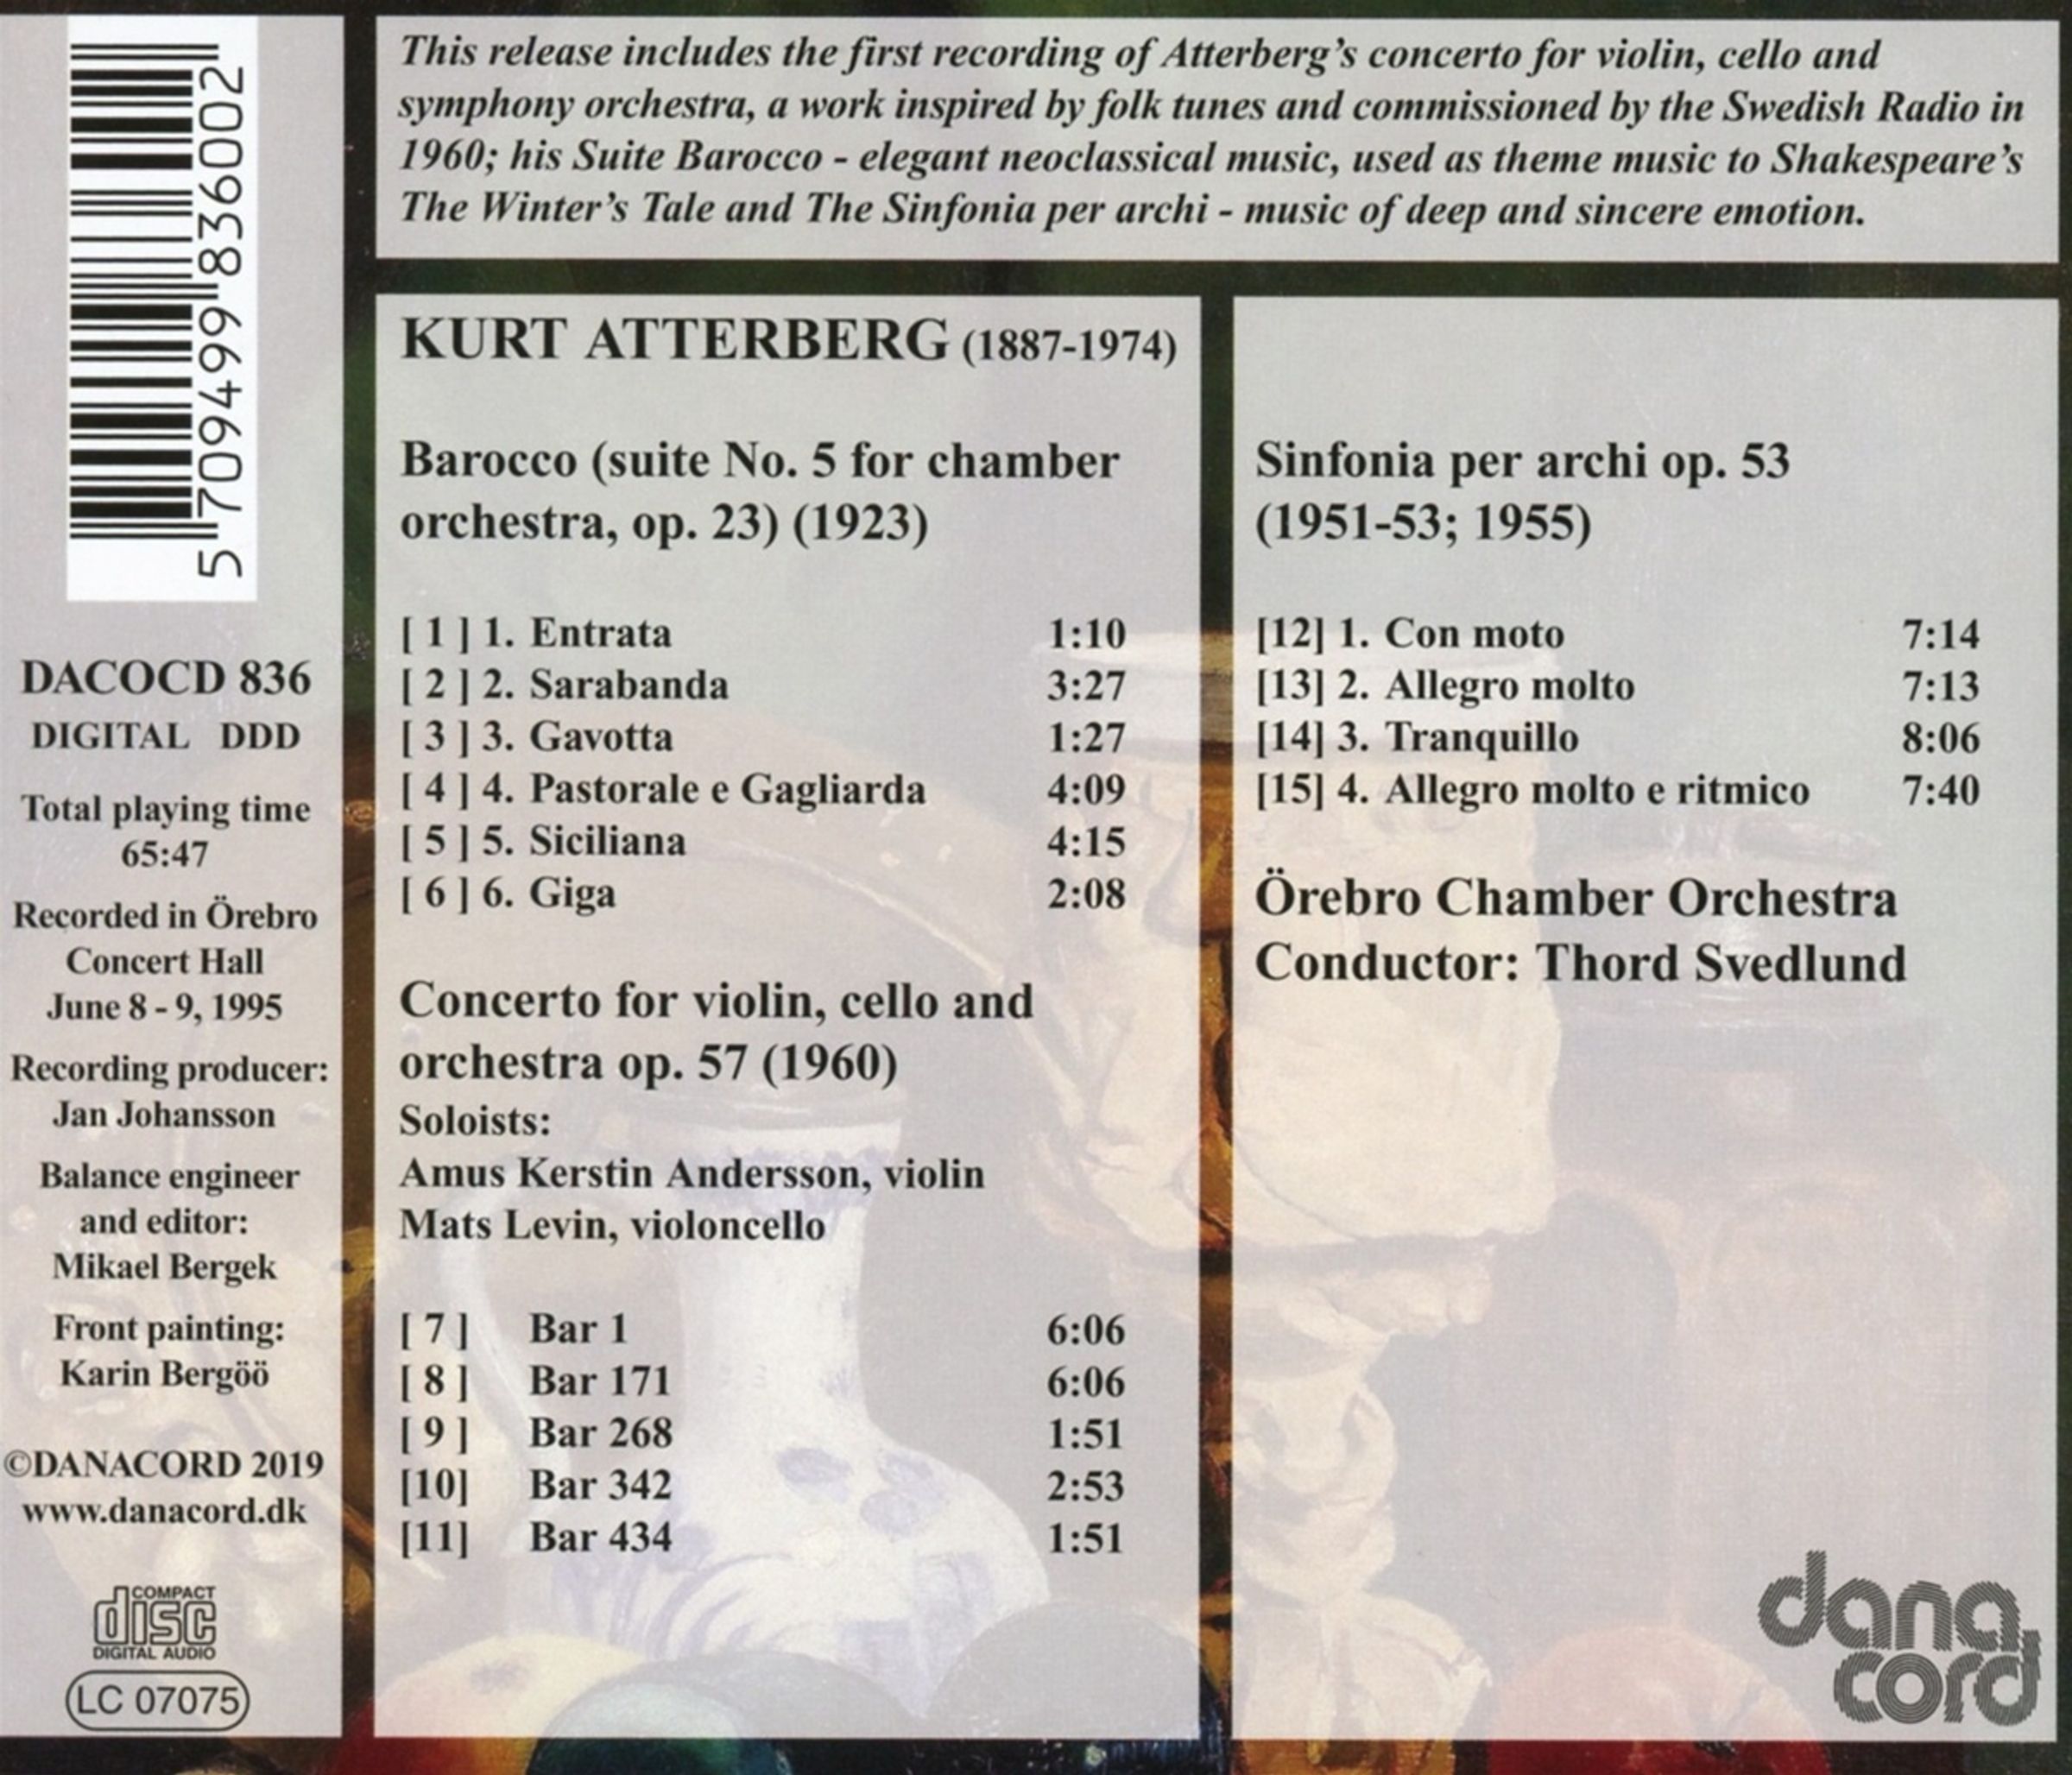 5 709499 836002
DACOCD 836
DIGITAL DDD
Total playing time
65:47
Recorded in Örebro
Concert Hall
June 8 - 9, 1995
Recording producer:
Jan Johansson
Balance engineer
and editor:
Mikael Bergek
Front painting:
Karin Bergöö
©DANACORD 2019
www.danacord.dk
COMPACT
disc
DIGITAL AUDIO
LC 07075
This release includes the first recording of Atterberg's concerto for violin, cello and
symphony orchestra, a work inspired by folk tunes and commissioned by the Swedish Radio in
1960; his Suite Barocco - elegant neoclassical music, used as theme music to Shakespeare's
The Winter's Tale and The Sinfonia per archi - music of deep and sincere emotion.
KURT ATTERBERG (1887-1974)
Barocco (suite No. 5 for chamber
orchestra, op. 23) (1923)
[ 1 ] 1. Entrata 1:10
[ 2 ] 2. Sarabanda 3:27
[ 3 ] 3. Gavotta 1:27
[ 4 ] 4. Pastorale e Gagliarda 4:09
[ 5 ] 5. Siciliana 4:15
[ 6 ] 6. Giga 2:08
Concerto for violin, cello and
orchestra op. 57 (1960)
Soloists:
Amus Kerstin Andersson, violin
Mats Levin, violoncello
[ 7 ] Bar 1 6:06
[ 8 ] Bar 171 6:06
[ 9 ] Bar 268 1:51
[10] Bar 342 2:53
[11] Bar 434 1:51
Sinfonia per archi op. 53
(1951-53; 1955)
[12] 1. Con moto 7:14
[13] 2. Allegro molto 7:13
[14] 3. Tranquillo 8:06
[15] 4. Allegro molto e ritmico 7:40
Örebro Chamber Orchestra
Conductor: Thord Svedlund
dana
cord